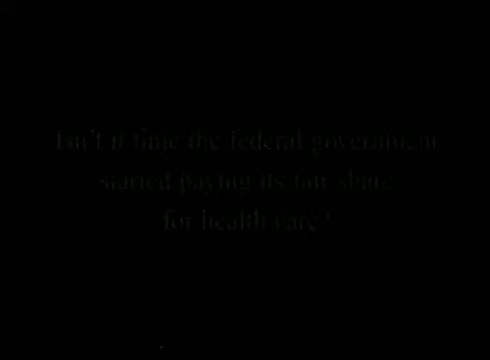 Isn't it time the federal government
started paying its fair share
for health care?